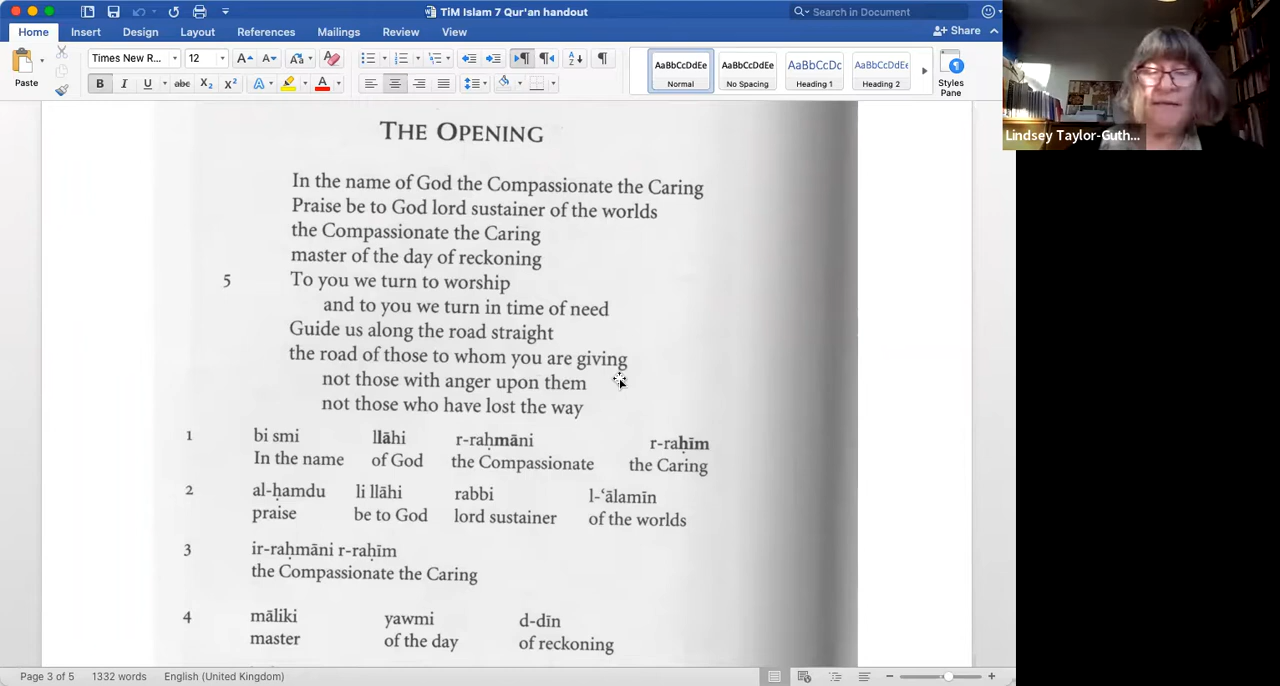 TiM Islam 7 Qur'an handout
Search in Document
Home Insert Design Layout References Mailings Review View
Share
Paste
Times New R... 12
AaBbCcDdEe AaBbCcDdEe AaBbCcDc AaBbCcDdEe
Normal No Spacing Heading 1 Heading 2
Styles
Pane
Lindsey Taylor-Guth...
THE OPENING
In the name of God the Compassionate the Caring
Praise be to God lord sustainer of the worlds
the Compassionate the Caring
master of the day of reckoning
5 To you we turn to worship
and to you we turn in time of need
Guide us along the road straight
the road of those to whom you are giving
not those with anger upon them
not those who have lost the way
1 bi smi llāhi r-raḥmāni r-raḥīm
In the name of God the Compassionate the Caring
2 al-ḥamdu li llāhi rabbi l-ʿālamīn
praise be to God lord sustainer of the worlds
3 ir-raḥmāni r-raḥīm
the Compassionate the Caring
4 māliki yawmi d-dīn
master of the day of reckoning
Page 3 of 5 1332 words English (United Kingdom)